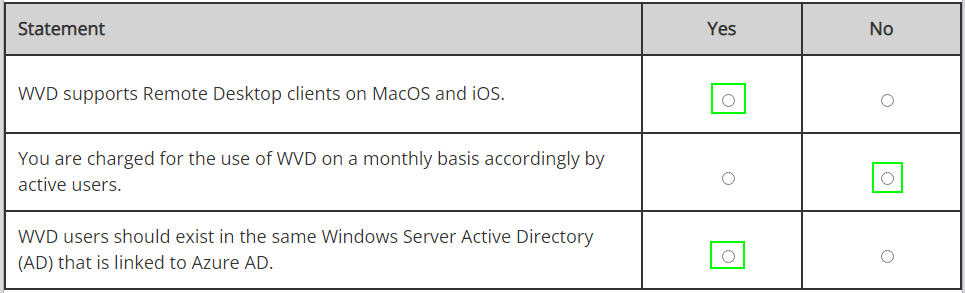 Statement Yes No
WVD supports Remote Desktop clients on MacOS and iOS.
You are charged for the use of WVD on a monthly basis accordingly by
active users.
WVD users should exist in the same Windows Server Active Directory
(AD) that is linked to Azure AD.